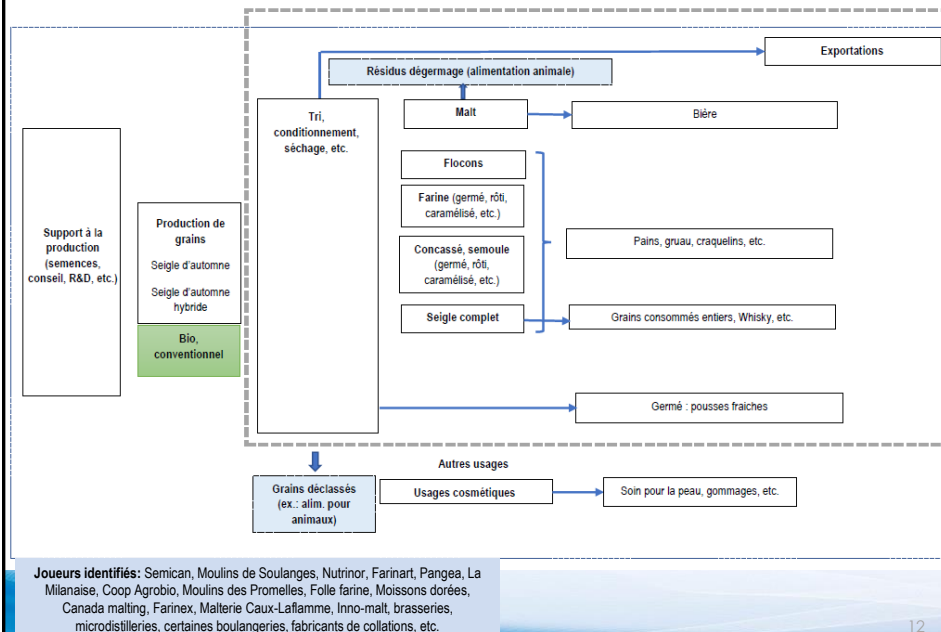 Exportations
Résidus dégermage (alimentation animale)
Tri,
conditionnement,
séchage, etc.
Malt
Bière
Flocons
Farine (germé, rôti,
caramélisé, etc.)
Concassé, semoule
(germé, rôti,
caramélisé, etc.)
Pains, gruau, craquelins, etc.
Seigle complet
Grains consommés entiers, Whisky, etc.
Support à la
production
(semences,
conseil, R&D, etc.)
Production de
grains
Seigle d'automne
Seigle d'automne
hybride
Bio,
conventionnel
Germé : pousses fraiches
Autres usages
Grains déclassés
(ex.: alim. pour
animaux)
Usages cosmétiques
Soin pour la peau, gommages, etc.
Joueurs identifiés: Semican, Moulins de Soulanges, Nutrinor, Farinart, Pangea, La
Milanaise, Coop Agrobio, Moulins des Promelles, Folle farine, Moissons dorées,
Canada malting, Farinex, Malterie Caux-Laflamme, Inno-malt, brasseries,
microdistilleries, certaines boulangeries, fabricants de collations, etc.
12